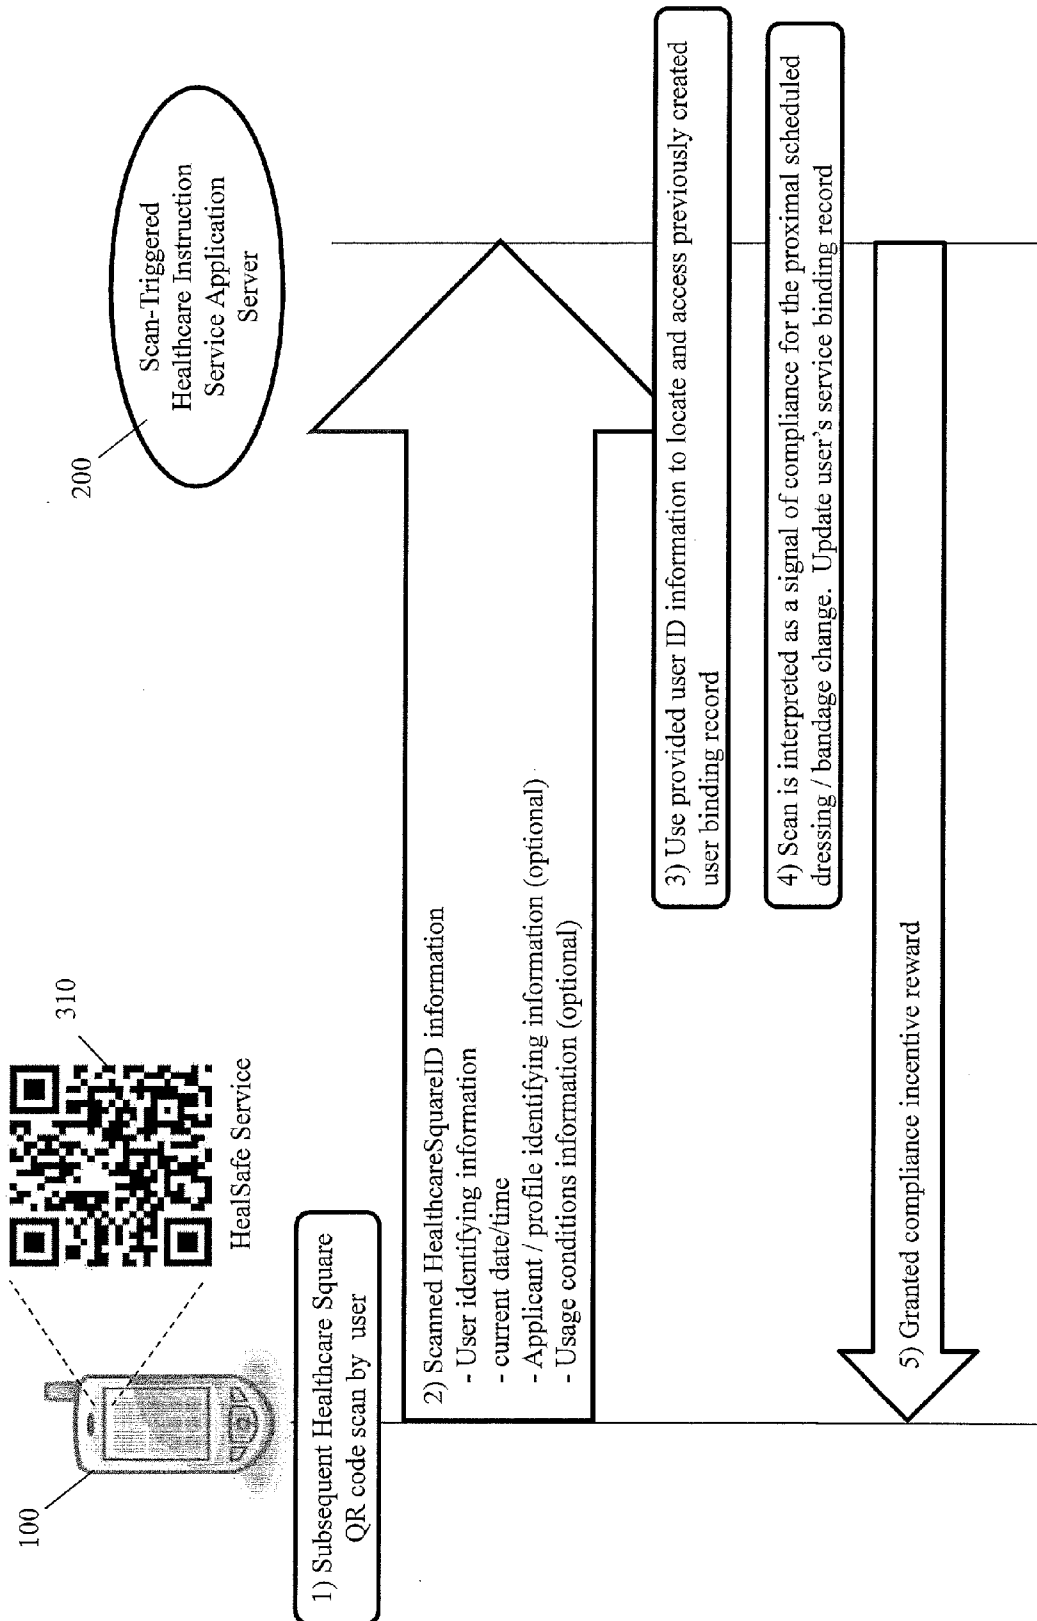 100
310
HealSafe Service
200
Scan-Triggered
Healthcare Instruction
Service Application
Server
1) Subsequent Healthcare Square
QR code scan by user
2) Scanned HealthcareSquareID information
- User identifying information
- current date/time
- Applicant / profile identifying information (optional)
- Usage conditions information (optional)
3) Use provided user ID information to locate and access previously created
user binding record
4) Scan is interpreted as a signal of compliance for the proximal scheduled
dressing / bandage change. Update user's service binding record
5) Granted compliance incentive reward